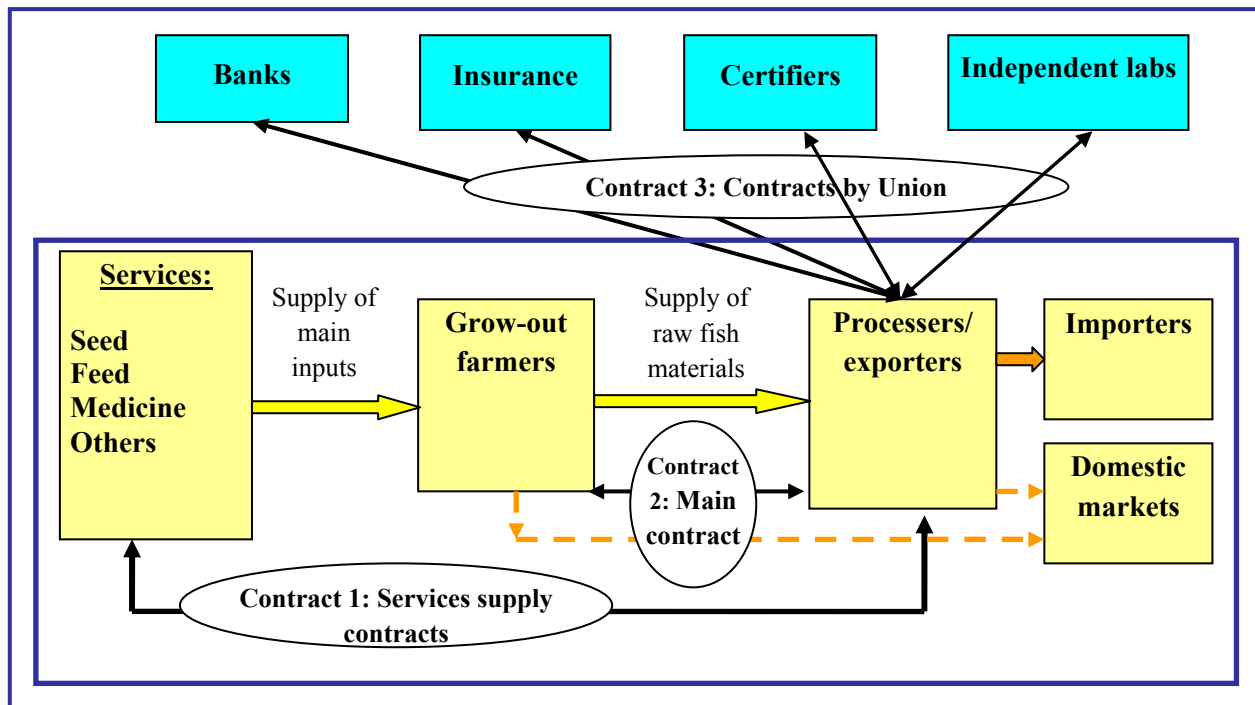 Banks
Insurance
Certifiers
Independent labs
Contract 3: Contracts by Union
Services:
Seed
Feed
Medicine
Others
Supply of
main
inputs
Grow-out
farmers
Supply of
raw fish
materials
Processers/
exporters
Importers
Domestic
markets
Contract
2: Main
contract
Contract 1: Services supply
contracts